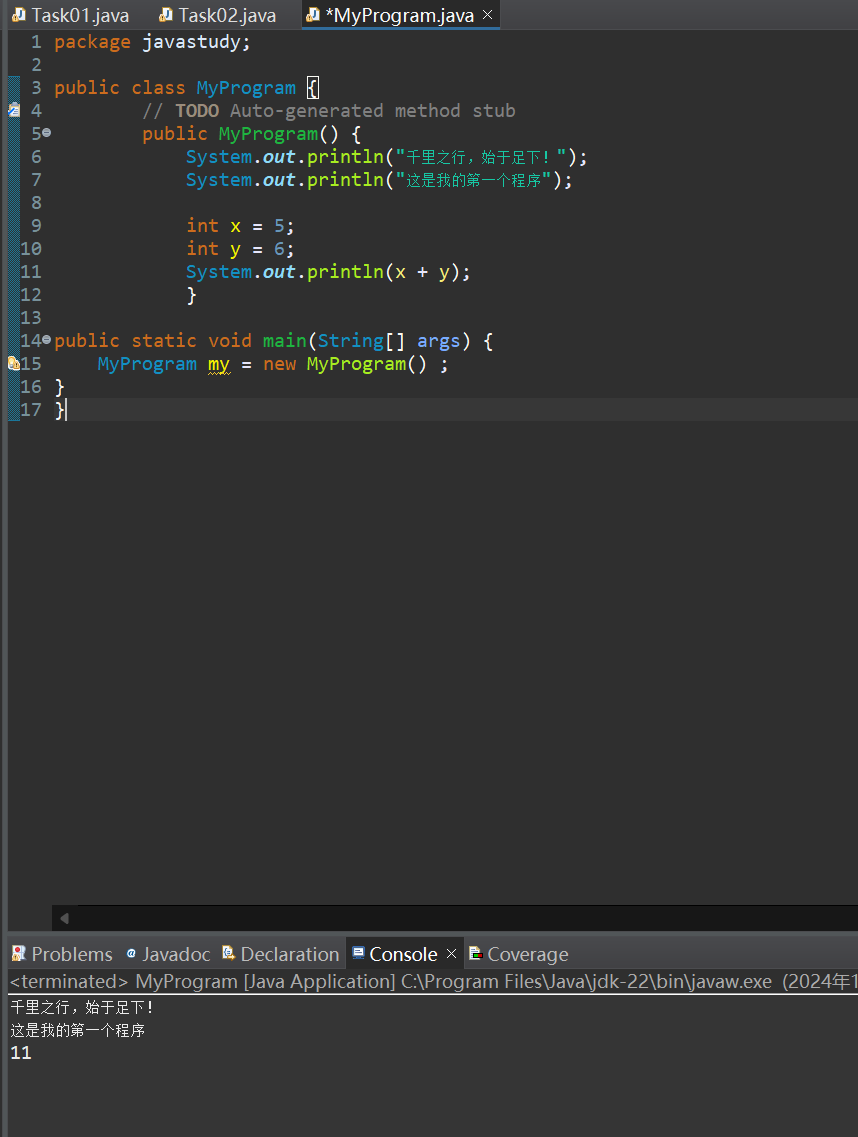 Task01.java Task02.java *MyProgram.java
1 package javastudy;
2
3 public class MyProgram {
4 // TODO Auto-generated method stub
5 public MyProgram() {
6 System.out.println("千里之行，始于足下！");
7 System.out.println("这是我的第一个程序");
8
9 int x = 5;
10 int y = 6;
11 System.out.println(x + y);
12 }
13
14 public static void main(String[] args) {
15 MyProgram my = new MyProgram() ;
16 }
17 }
Problems Javadoc Declaration Console Coverage
<terminated> MyProgram [Java Application] C:\Program Files\Java\jdk-22\bin\javaw.exe (2024年1
千里之行，始于足下！
这是我的第一个程序
11